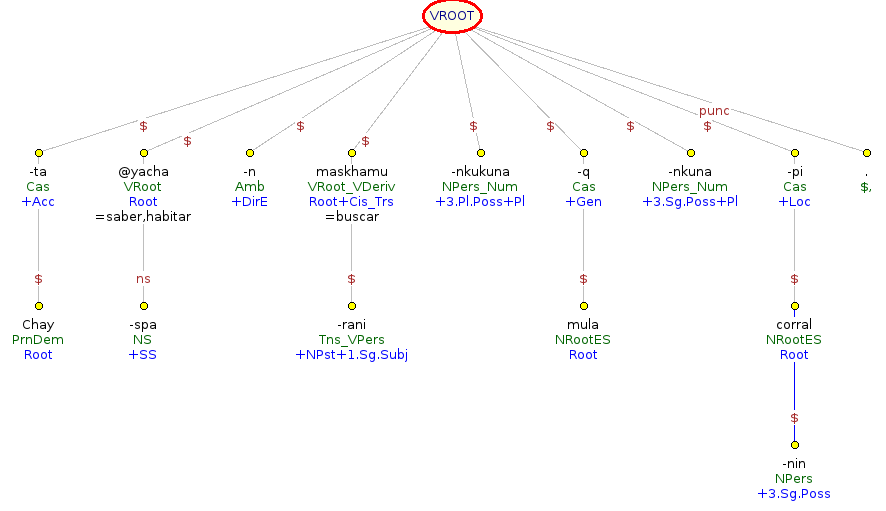 VROOT
punc
$ $ $ $ $ $ $ $
-ta @yacha -n maskhamu -nkukuna -q -nkuna -pi .
Cas VRoot Amb VRoot_VDeriv NPers_Num Cas NPers_Num Cas $,
+Acc Root +DirE Root+Cis_Trs +3.Pl.Poss+Pl +Gen +3.Sg.Poss+Pl +Loc
=saber,habitar =buscar
$ ns $ $ $
Chay -spa -rani mula corral
PrnDem NS Tns_VPers NRootES NRootES
Root +SS +NPst+1.Sg.Subj Root Root
$
-nin
NPers
+3.Sg.Poss